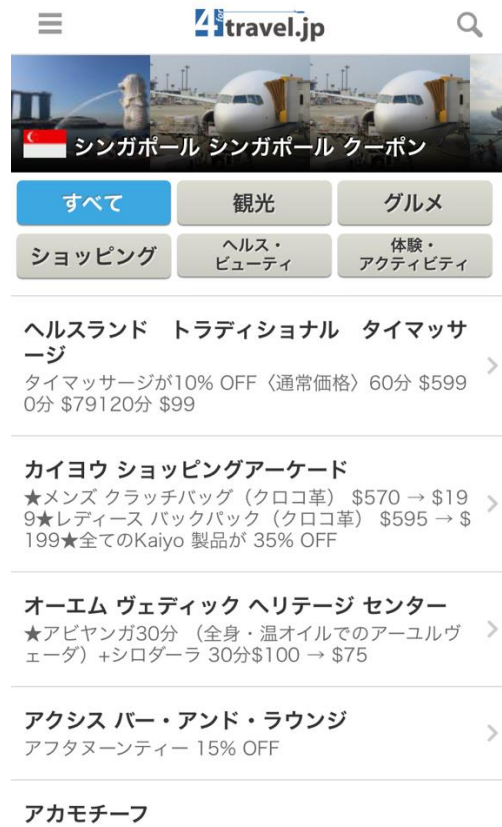 4for
travel.jp
シンガポール シンガポール クーポン
すべて
観光
グルメ
ショッピング
ヘルス・
ビューティ
体験・
アクティビティ
ヘルスランド　トラディショナル　タイマッサ
ージ
タイマッサージが10% OFF〈通常価格〉60分 $599
0分 $79120分 $99
カイヨウ ショッピングアーケード
★メンズ クラッチバッグ（クロコ革） $570 → $19
9★レディース バックパック（クロコ革） $595 → $
199★全てのKaiyo 製品が 35% OFF
オーエム ヴェディック ヘリテージ センター
★アビヤンガ30分 （全身・温オイルでのアーユルヴ
ェーダ）+シロダーラ 30分$100 → $75
アクシス バー・アンド・ラウンジ
アフタヌーンティー 15% OFF
アカモチーフ